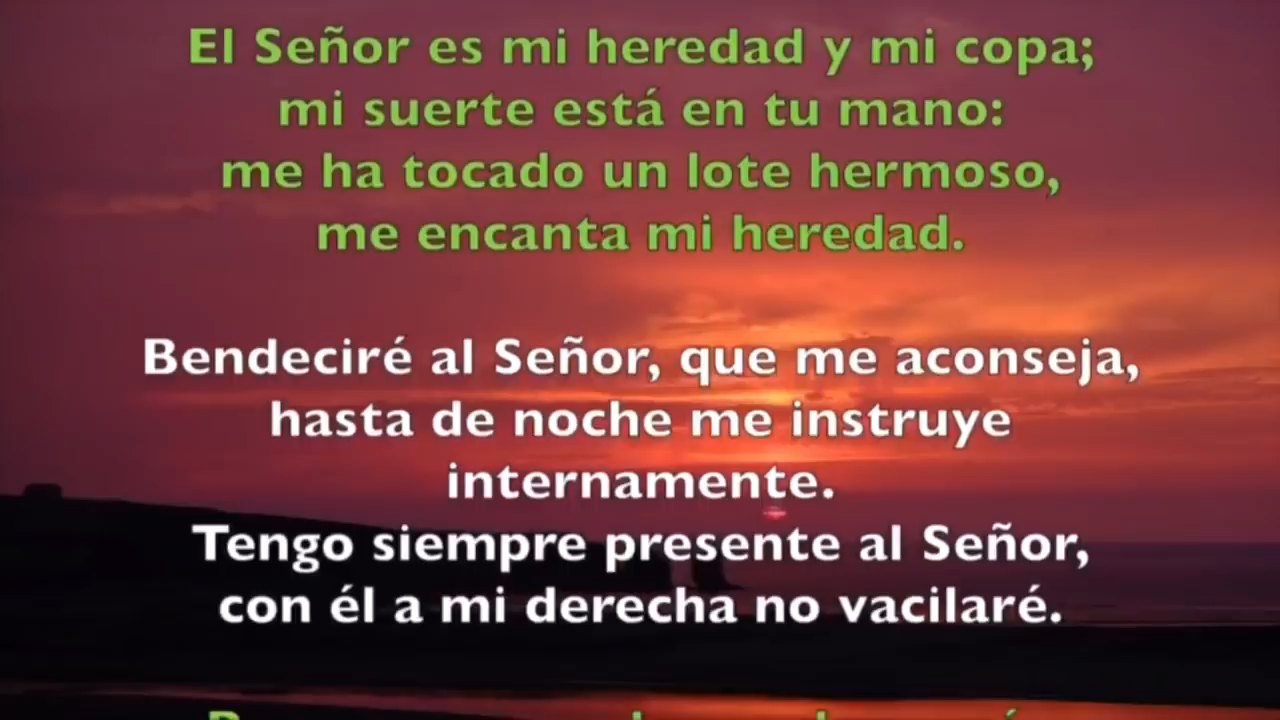 El Señor es mi heredad y mi copa;
mi suerte está en tu mano:
me ha tocado un lote hermoso,
me encanta mi heredad.
Bendeciré al Señor, que me aconseja,
hasta de noche me instruye
internamente.
Tengo siempre presente al Señor,
con él a mi derecha no vacilaré.